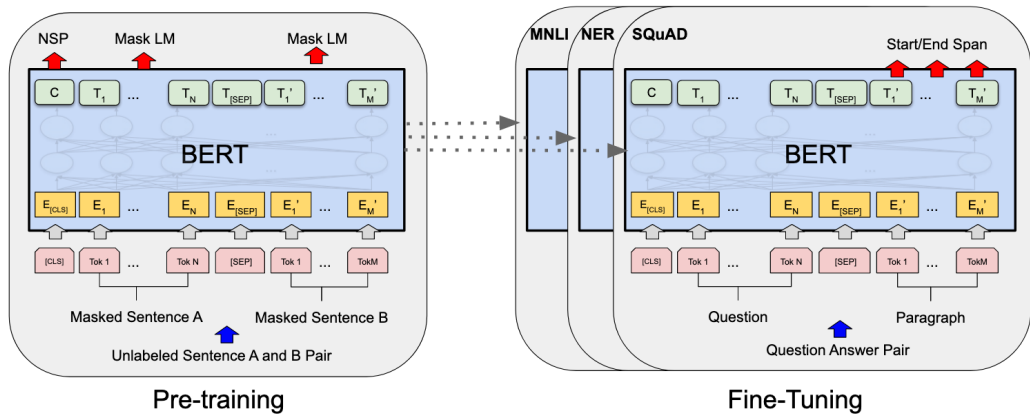 NSP Mask LM Mask LM
C T1 ... TN T[SEP] T1' ... TM'
...
...
BERT
E[CLS] E1 ... EN E[SEP] E1' ... EM'
[CLS] Tok 1 ... Tok N [SEP] Tok 1 ... TokM
Masked Sentence A Masked Sentence B
Unlabeled Sentence A and B Pair
Pre-training
MNLI NER SQuAD
Start/End Span
C T1 ... TN T[SEP] T1' ... TM'
...
...
BERT
E[CLS] E1 ... EN E[SEP] E1' ... EM'
[CLS] Tok 1 ... Tok N [SEP] Tok 1 ... TokM
Question Paragraph
Question Answer Pair
Fine-Tuning